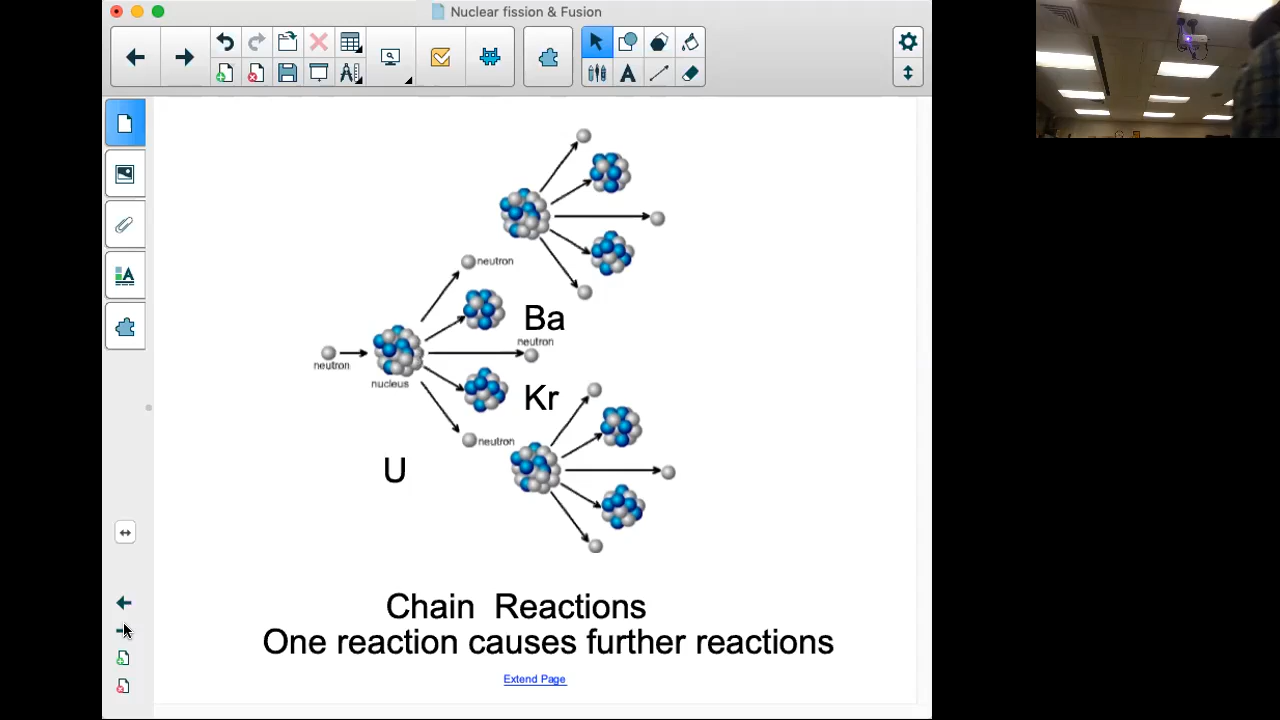 Nuclear fission & Fusion
neutron
Ba
neutron
neutron
nucleus
Kr
neutron
U
Chain Reactions
One reaction causes further reactions
Extend Page